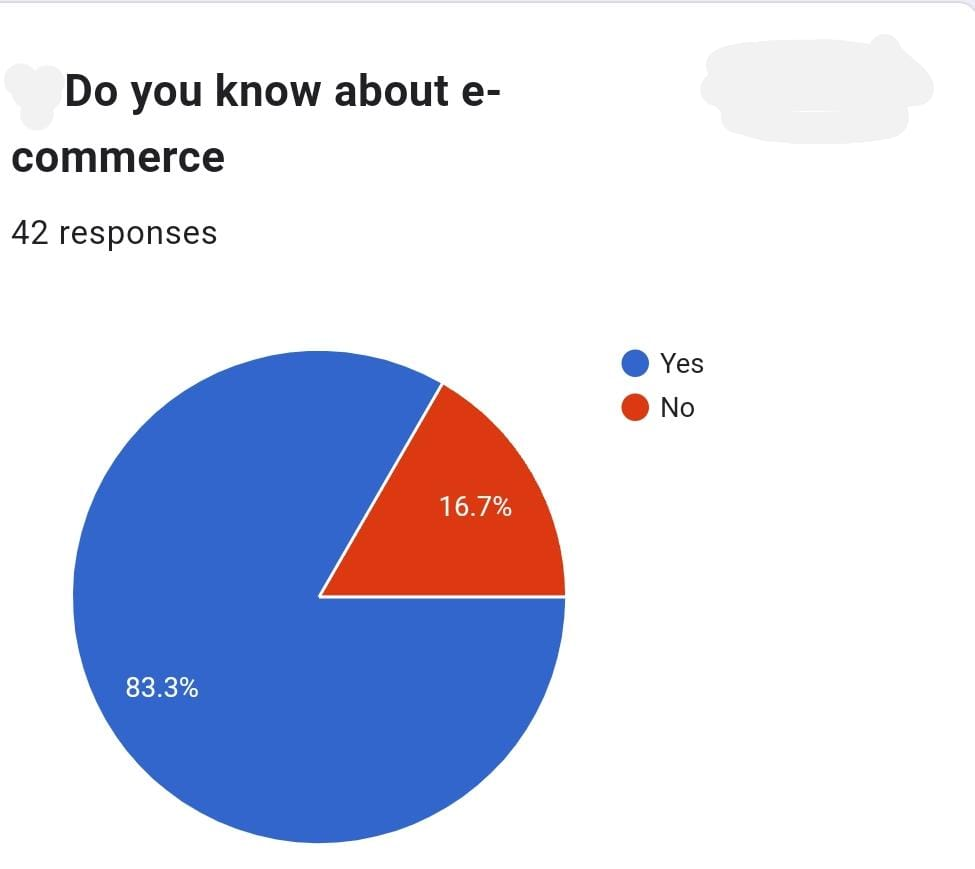 Do you know about e-
commerce
42 responses
Yes
No
16.7%
83.3%